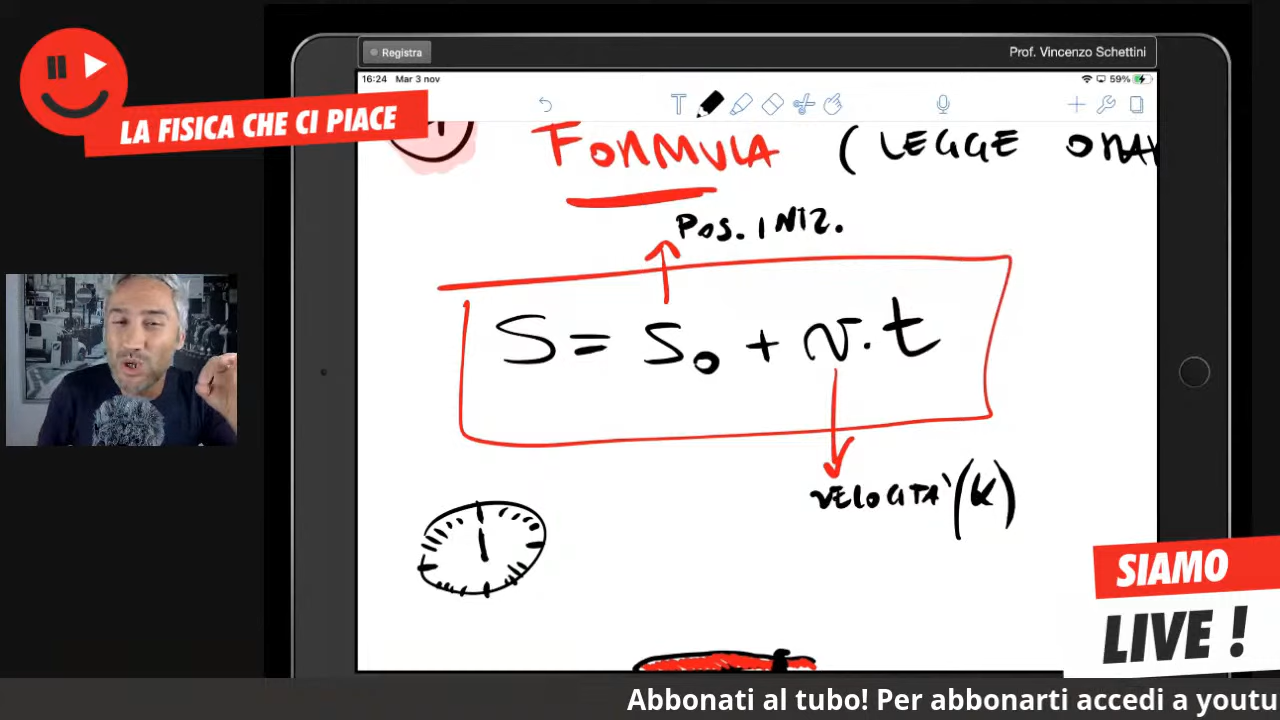 Registra
Prof. Vincenzo Schettini
16:24 Mar 3 nov
59%
LA FISICA CHE CI PIACE
FORMULA (LEGGE
POS. INIZ.
S = S₀ + v·t
VELOCITA' (K)
SIAMO
LIVE !
Abbonati al tubo! Per abbonarti accedi a youtu